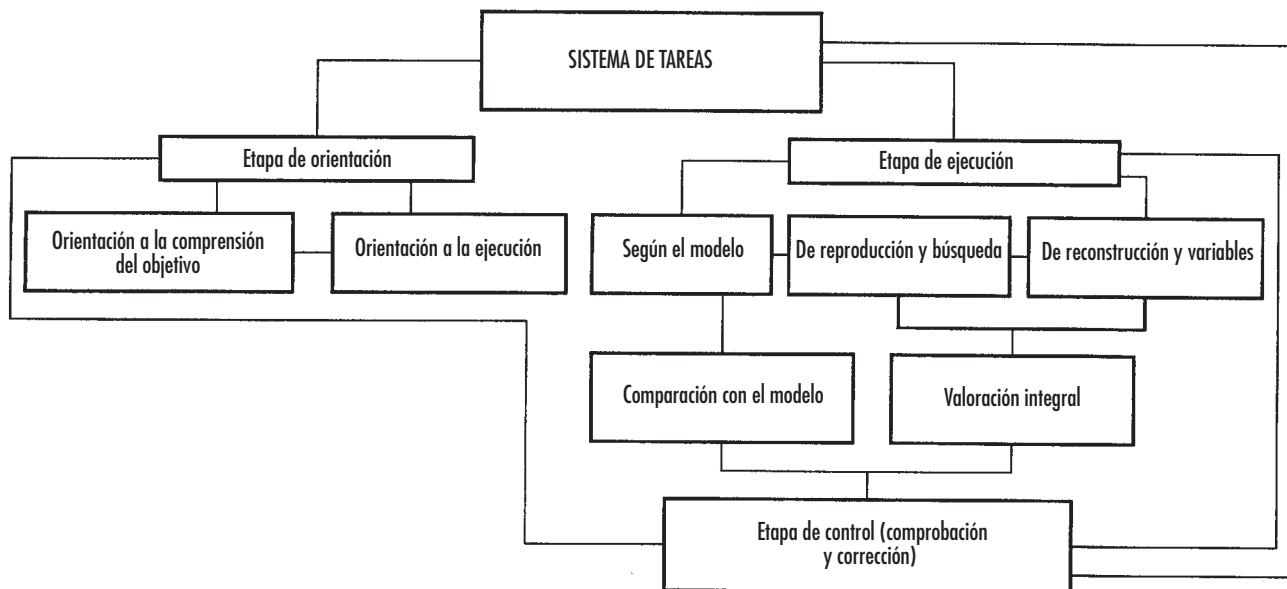 SISTEMA DE TAREAS
Etapa de orientación
Etapa de ejecución
Orientación a la comprensión
del objetivo
Orientación a la ejecución
Según el modelo
De reproducción y búsqueda
De reconstrucción y variables
Comparación con el modelo
Valoración integral
Etapa de control (comprobación
y corrección)